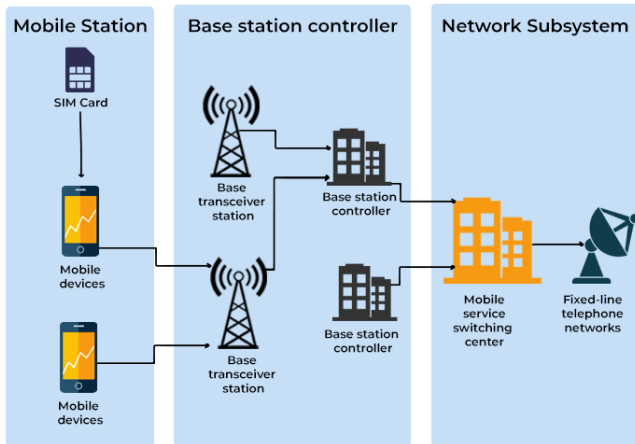 Mobile Station
SIM Card
Mobile
devices
Mobile
devices
Base station controller
Base
transceiver
station
Base station
controller
Base
transceiver
station
Base station
controller
Network Subsystem
Mobile
service
switching
center
Fixed-line
telephone
networks